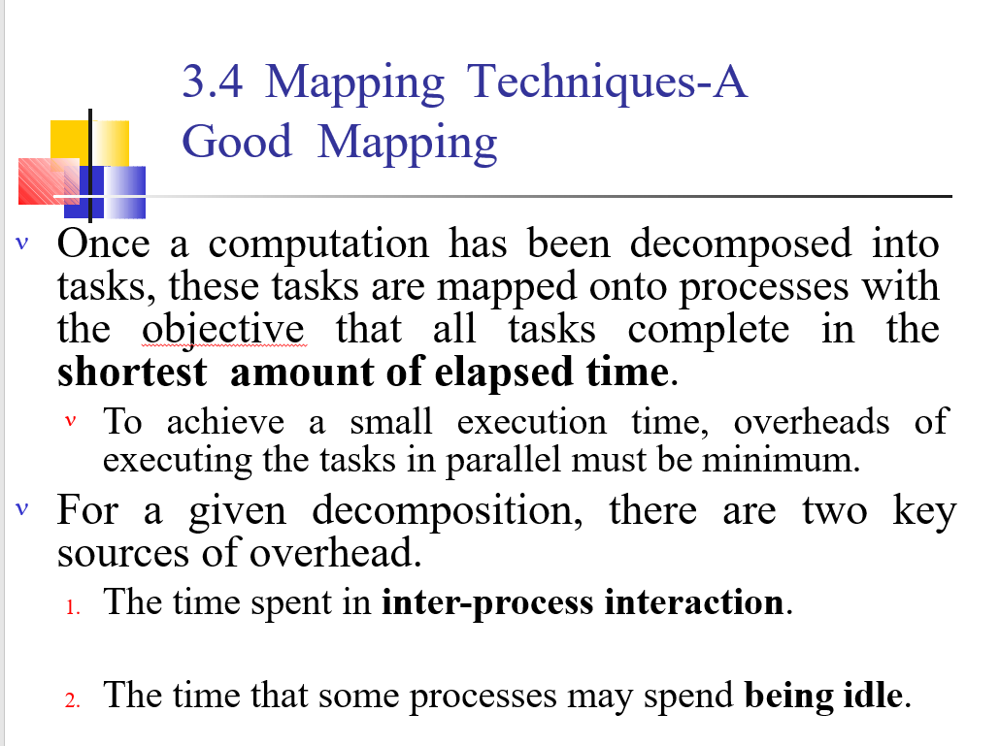 3.4 Mapping Techniques-A
Good Mapping
ν Once a computation has been decomposed into
tasks, these tasks are mapped onto processes with
the objective that all tasks complete in the
shortest amount of elapsed time.
ν To achieve a small execution time, overheads of
executing the tasks in parallel must be minimum.
ν For a given decomposition, there are two key
sources of overhead.
1. The time spent in inter-process interaction.
2. The time that some processes may spend being idle.